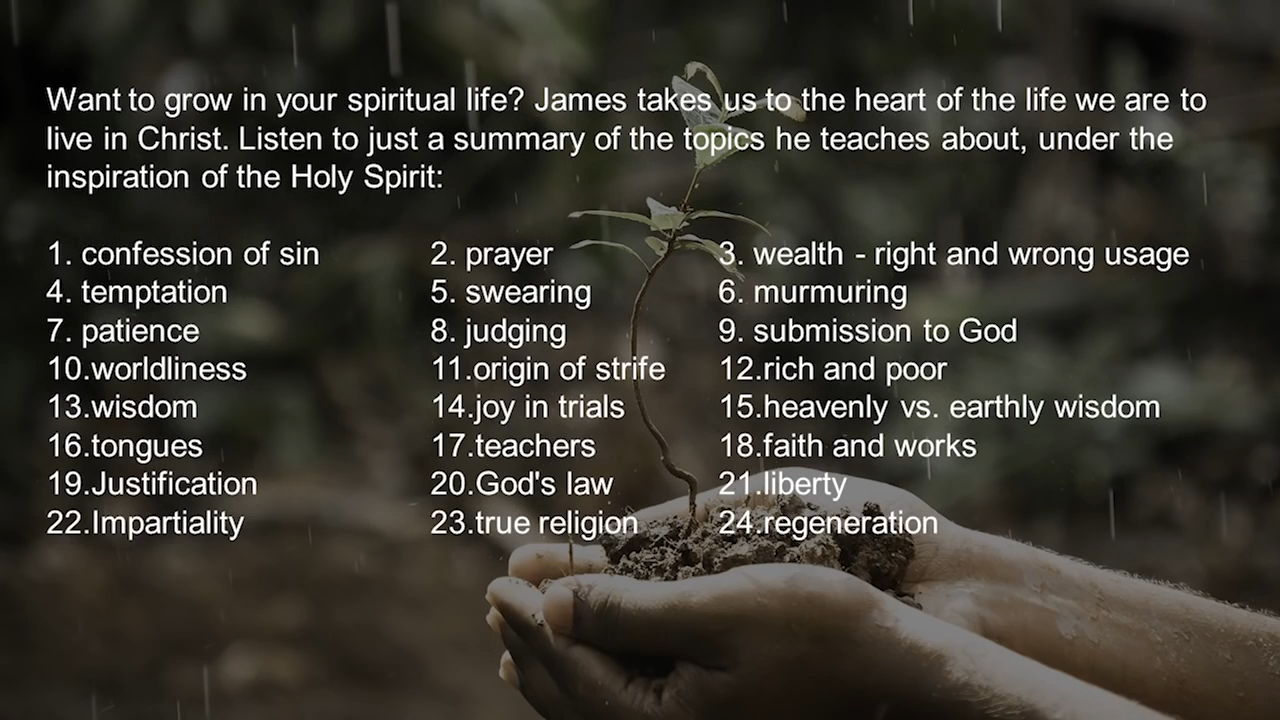 Want to grow in your spiritual life? James takes us to the heart of the life we are to
live in Christ. Listen to just a summary of the topics he teaches about, under the
inspiration of the Holy Spirit:
1. confession of sin 2. prayer 3. wealth - right and wrong usage
4. temptation 5. swearing 6. murmuring
7. patience 8. judging 9. submission to God
10.worldliness 11.origin of strife 12.rich and poor
13.wisdom 14.joy in trials 15.heavenly vs. earthly wisdom
16.tongues 17.teachers 18.faith and works
19.Justification 20.God's law 21.liberty
22.Impartiality 23.true religion 24.regeneration